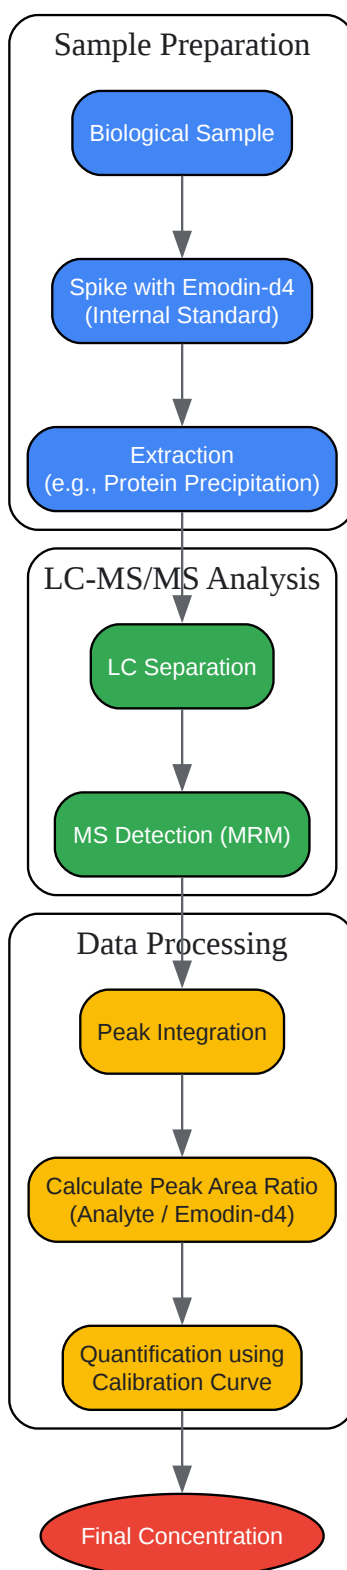 Sample Preparation
Biological Sample
Spike with Emodin-d4
(Internal Standard)
Extraction
(e.g., Protein Precipitation)
LC-MS/MS Analysis
LC Separation
MS Detection (MRM)
Data Processing
Peak Integration
Calculate Peak Area Ratio
(Analyte / Emodin-d4)
Quantification using
Calibration Curve
Final Concentration